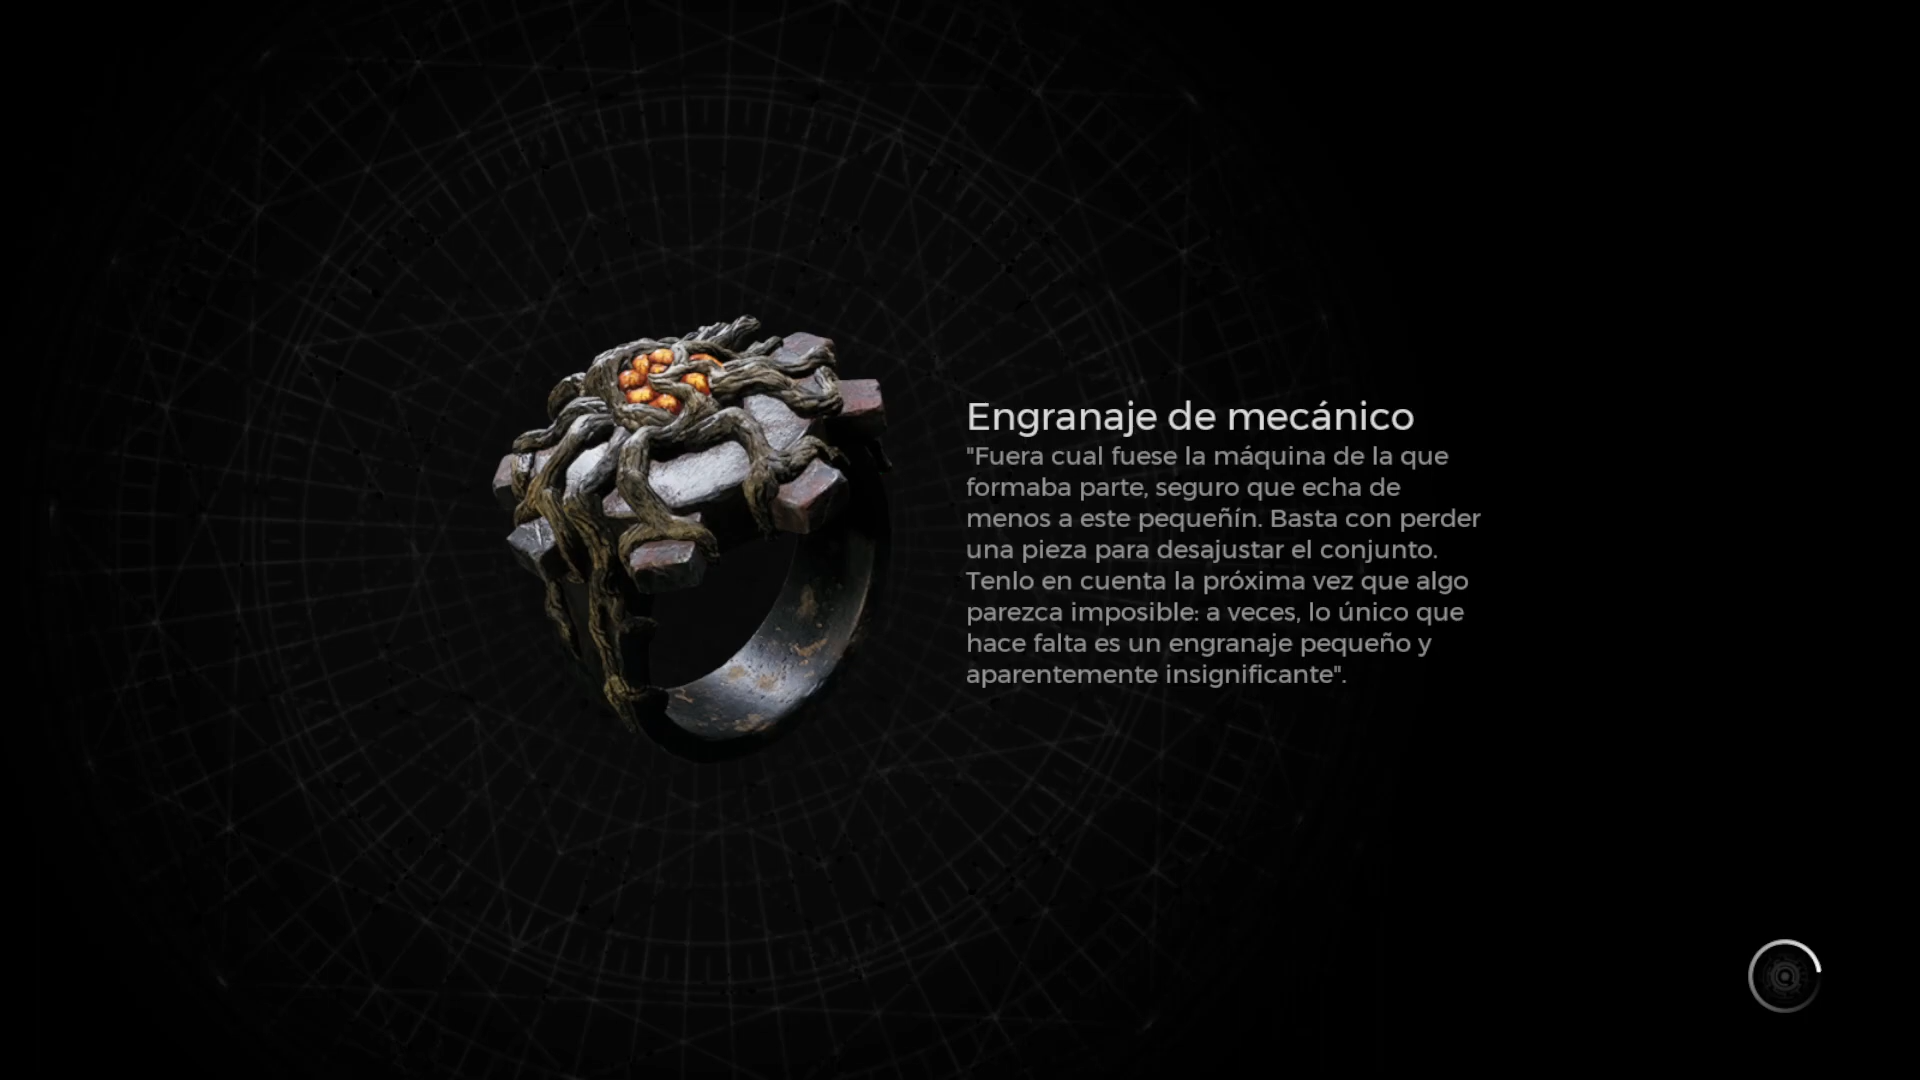 Engranaje de mecánico
"Fuera cual fuese la máquina de la que
formaba parte, seguro que echa de
menos a este pequeñín. Basta con perder
una pieza para desajustar el conjunto.
Tenlo en cuenta la próxima vez que algo
parezca imposible: a veces, lo único que
hace falta es un engranaje pequeño y
aparentemente insignificante".